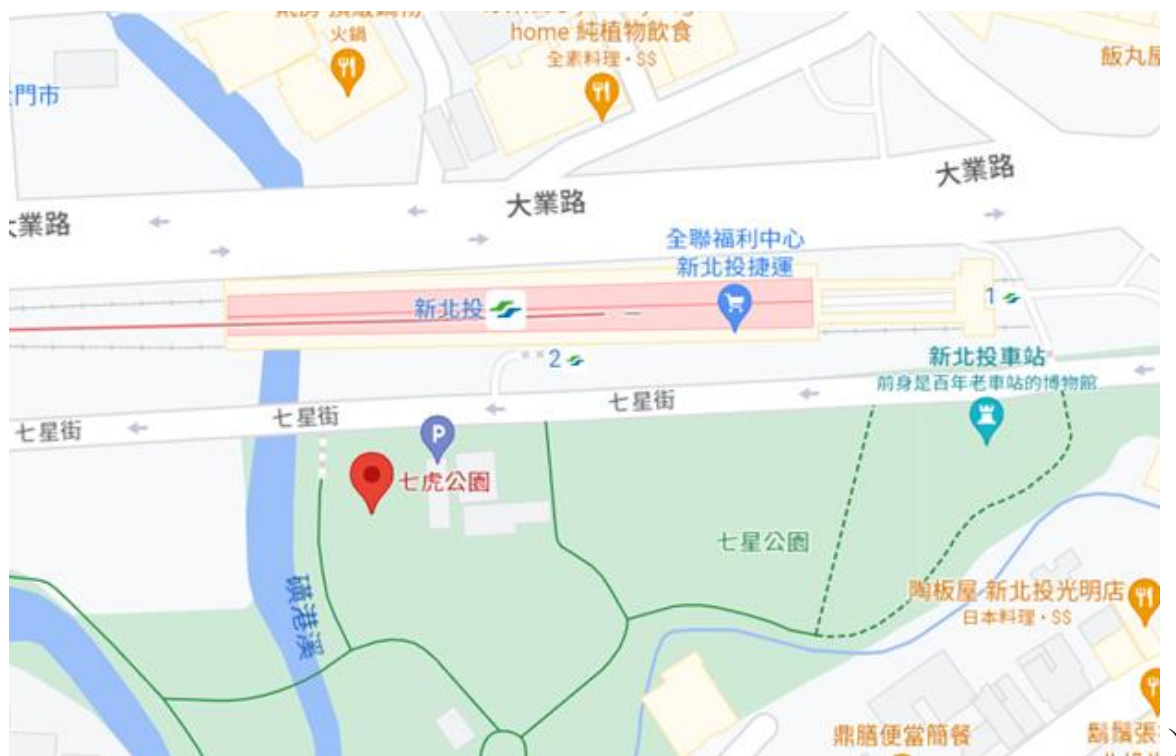 火鍋
home 純植物飲食
全素料理・$$
飯丸屋
門市
大業路
大業路
大業路
全聯福利中心
新北投捷運
新北投
1
2
新北投車站
前身是百年老車站的博物館
七星街
七星街
七星街
P
七虎公園
七星公園
磺港溪
陶板屋 新北投光明店
日本料理・$$
鼎膳便當簡餐
鬍鬚張